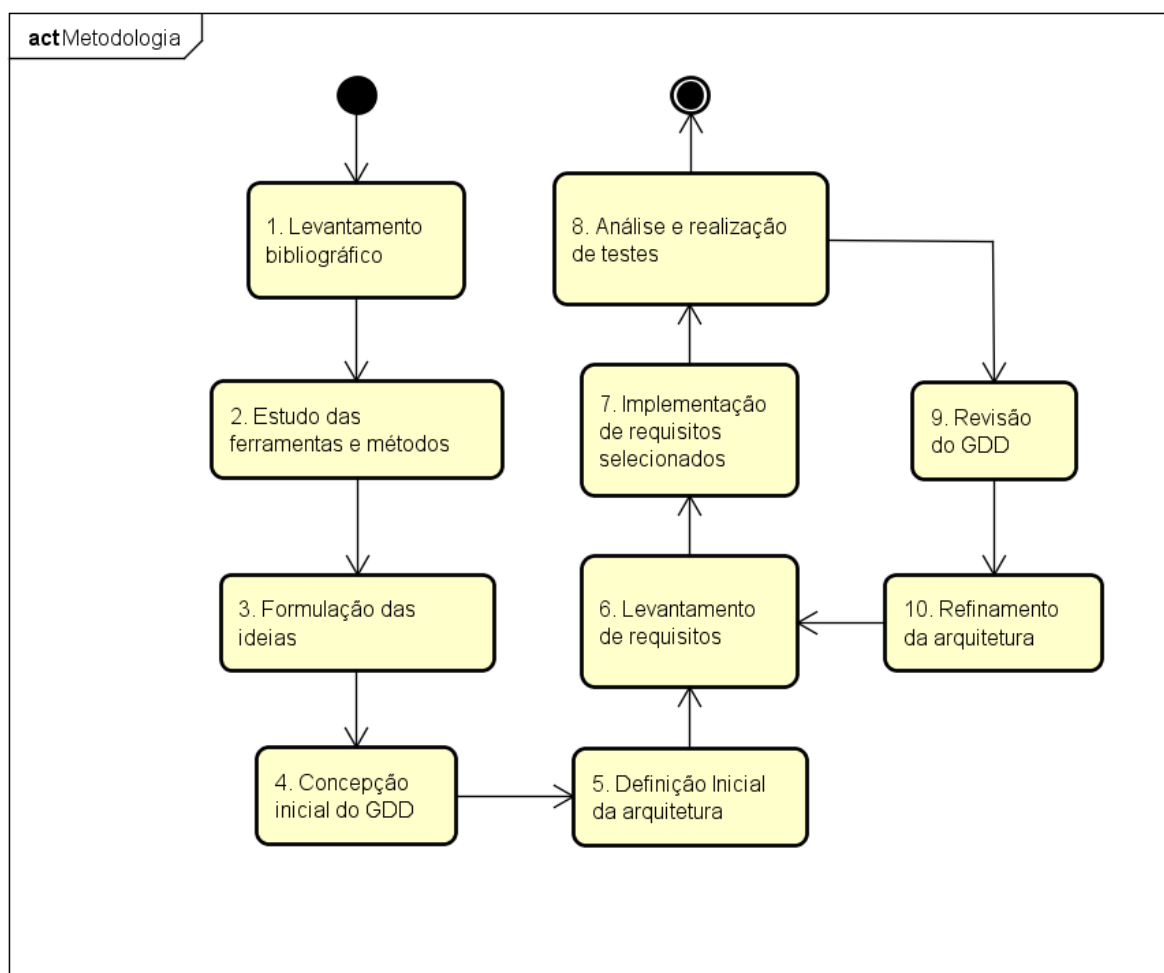 act Metodologia
1. Levantamento
bibliográfico
2. Estudo das
ferramentas e métodos
3. Formulação das
ideias
4. Concepção
inicial do GDD
5. Definição Inicial
da arquitetura
6. Levantamento
de requisitos
7. Implementação
de requisitos
selecionados
8. Análise e realização
de testes
9. Revisão
do GDD
10. Refinamento
da arquitetura